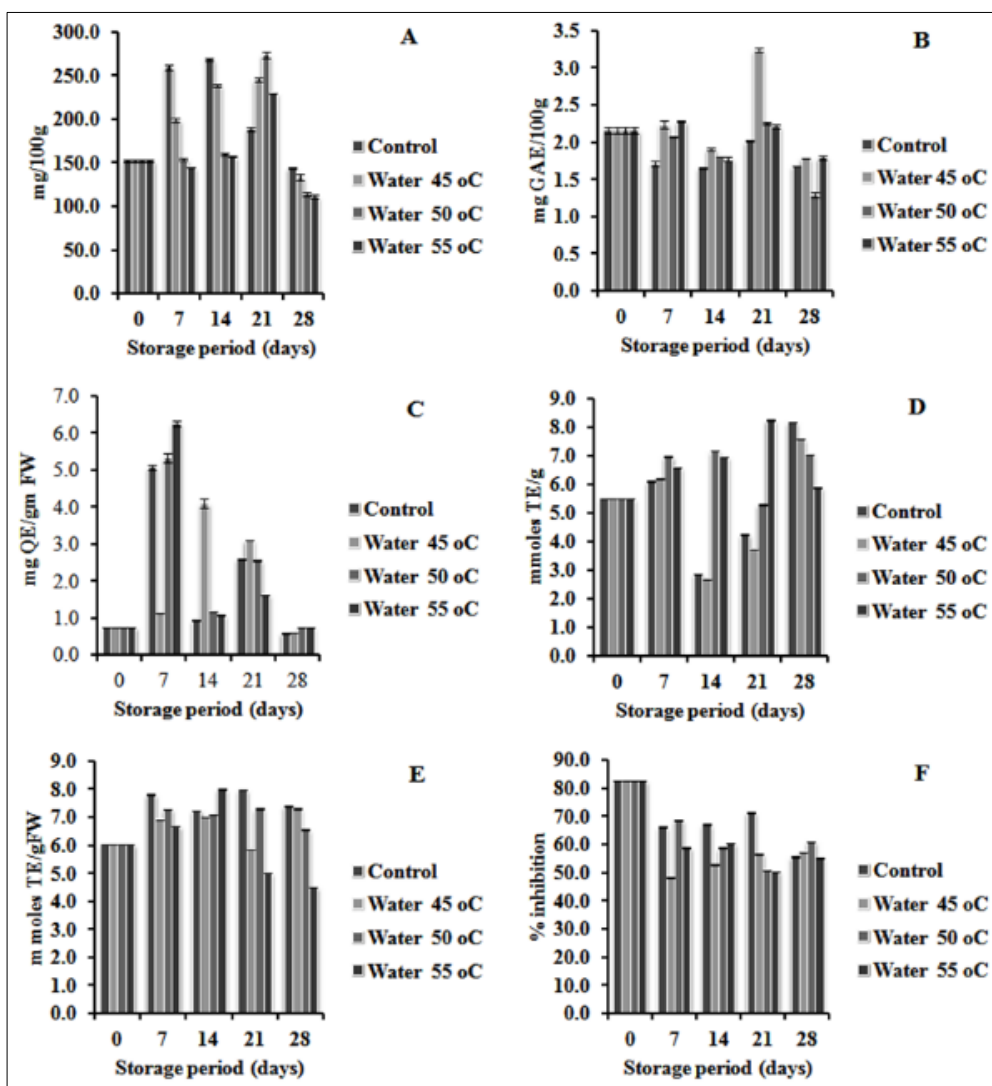 A
mg/100g
300.0
250.0
200.0
150.0
100.0
50.0
0.0
0 7 14 21 28
Storage period (days)
Control
Water 45 oC
Water 50 oC
Water 55 oC
B
mg GAE/100g
3.5
3.0
2.5
2.0
1.5
1.0
0.5
0.0
0 7 14 21 28
Storage period (days)
Control
Water 45 oC
Water 50 oC
Water 55 oC
C
mg QE/gm FW
7.0
6.0
5.0
4.0
3.0
2.0
1.0
0.0
0 7 14 21 28
Storage period (days)
Control
Water 45 oC
Water 50 oC
Water 55 oC
D
mmoles TE/g
9.0
8.0
7.0
6.0
5.0
4.0
3.0
2.0
1.0
0.0
0 7 14 21 28
Storage period (days)
Control
Water 45 oC
Water 50 oC
Water 55 oC
E
m moles TE/gFW
9.0
8.0
7.0
6.0
5.0
4.0
3.0
2.0
1.0
0.0
0 7 14 21 28
Storage period (days)
Control
Water 45 oC
Water 50 oC
Water 55 oC
F
% inhibition
90.0
80.0
70.0
60.0
50.0
40.0
30.0
20.0
10.0
0.0
0 7 14 21 28
Storage period (days)
Control
Water 45 oC
Water 50 oC
Water 55 oC